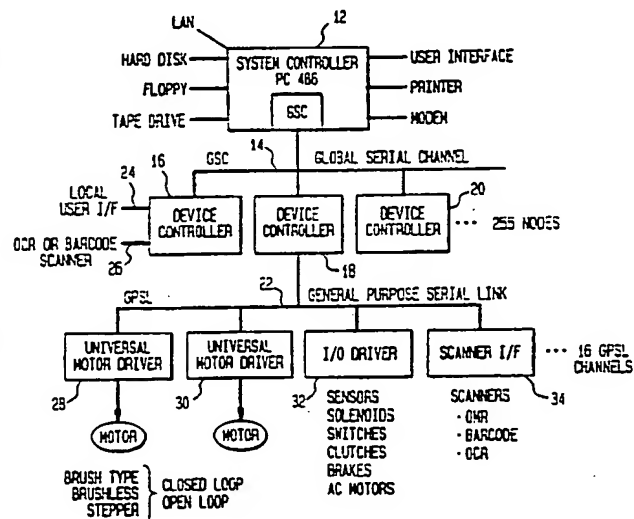 LAN
12
HARD DISK
FLOPPY
TAPE DRIVE
SYSTEM CONTROLLER
PC 486
GSC
USER INTERFACE
PRINTER
MODEM
14
GSC
GLOBAL SERIAL CHANNEL
16
24
LOCAL
USER I/F
OCR OR BARCODE
SCANNER
26
DEVICE
CONTROLLER
DEVICE
CONTROLLER
18
DEVICE
CONTROLLER
20
··· 255 NODES
22
GPSL
GENERAL PURPOSE SERIAL LINK
UNIVERSAL
MOTOR DRIVER
28
UNIVERSAL
MOTOR DRIVER
30
I/O DRIVER
32
SCANNER I/F
34
··· 16 GPSL
CHANNELS
MOTOR
MOTOR
SENSORS
SOLENOIDS
SWITCHES
CLUTCHES
BRAKES
AC MOTORS
SCANNERS
· OMR
· BARCODE
· OCR
BRUSH TYPE
BRUSHLESS
STEPPER
CLOSED LOOP
OPEN LOOP